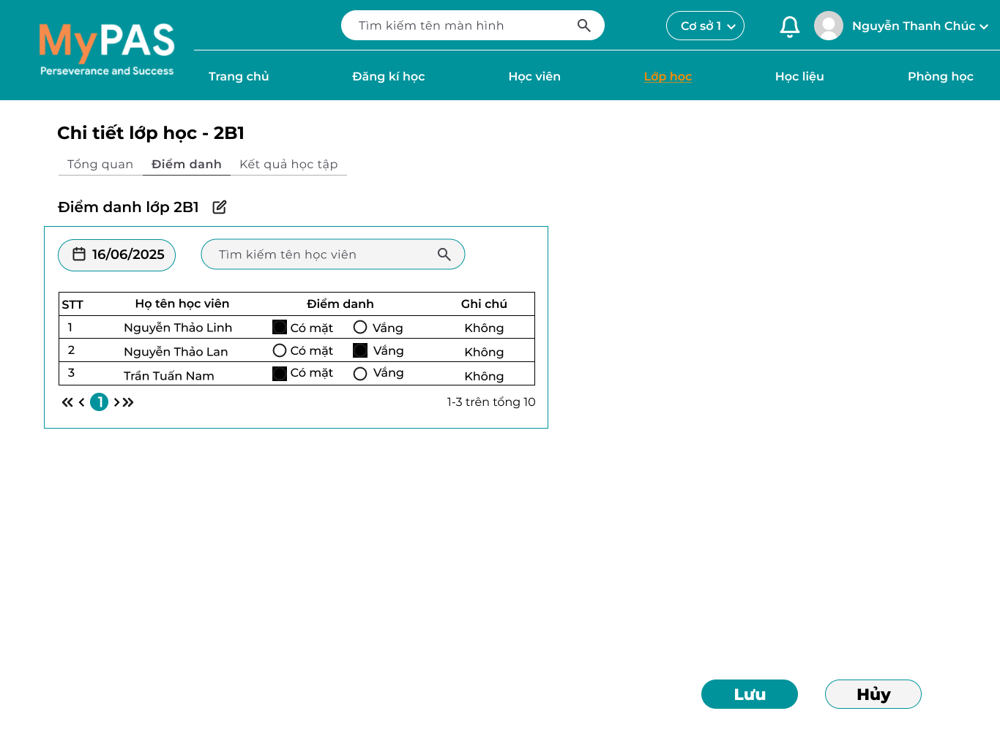 MyPAS
Perseverance and Success
Tìm kiếm tên màn hình
Cơ sở 1
Nguyễn Thanh Chúc
Trang chủ Đăng kí học Học viên Lớp học Học liệu Phòng học
Chi tiết lớp học - 2B1
Tổng quan Điểm danh Kết quả học tập
Điểm danh lớp 2B1
16/06/2025 Tìm kiếm tên học viên
STT Họ tên học viên Điểm danh Ghi chú
1 Nguyễn Thảo Linh Có mặt Vắng Không
2 Nguyễn Thảo Lan Có mặt Vắng Không
3 Trần Tuấn Nam Có mặt Vắng Không
1 1-3 trên tổng 10
Lưu Hủy